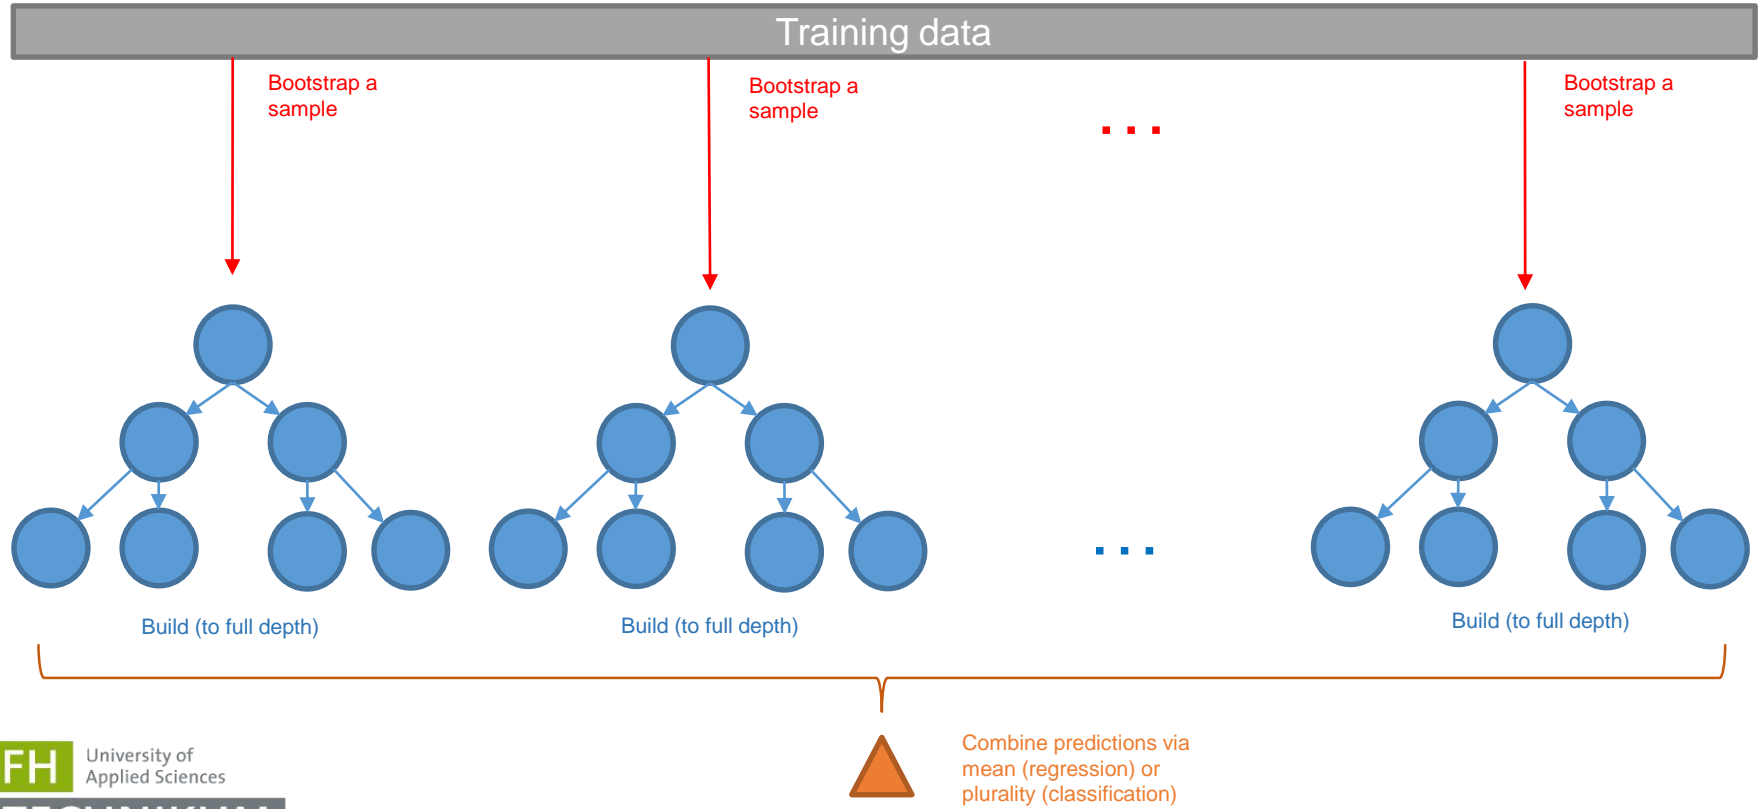 Training data
Bootstrap a
sample
Bootstrap a
sample
Bootstrap a
sample
...
...
Build (to full depth)
Build (to full depth)
Build (to full depth)
Combine predictions via
mean (regression) or
plurality (classification)
FH
University of
Applied Sciences
TECHNIKUM